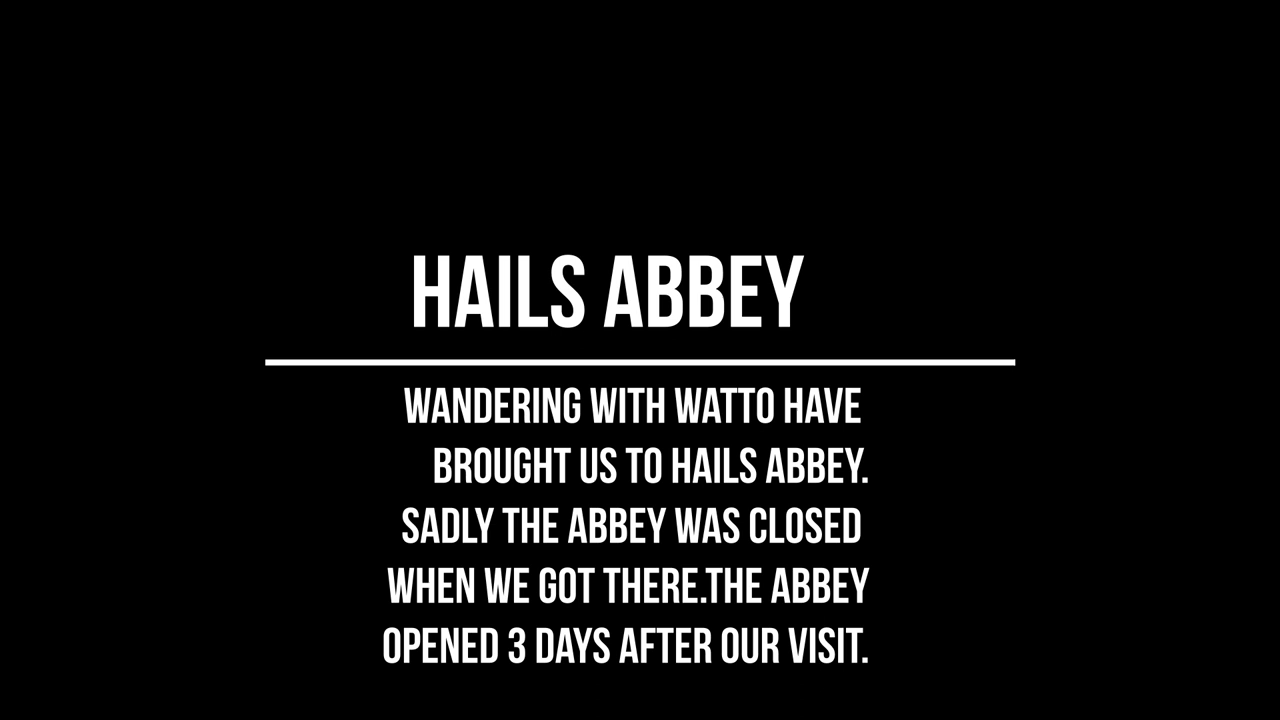 HAILS ABBEY
WANDERING WITH WATTO HAVE
BROUGHT US TO HAILS ABBEY.
SADLY THE ABBEY WAS CLOSED
WHEN WE GOT THERE.THE ABBEY
OPENED 3 DAYS AFTER OUR VISIT.